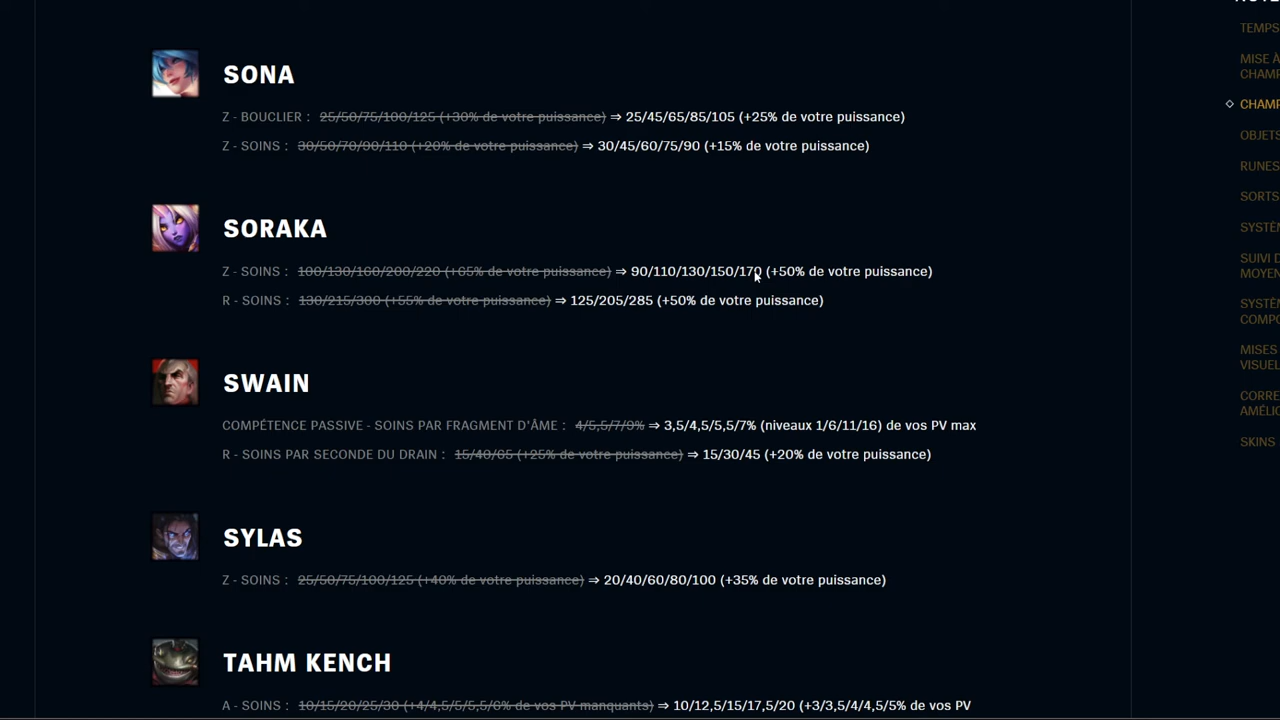 TEMPS
MISE À
CHAMP
CHAMP
OBJETS
RUNES
SORTS
SYSTÈM
SUIVI D
MOYEN
SYSTÈM
COMPO
MISES
VISUEL
CORRE
AMÉLIO
SKINS
SONA
Z - BOUCLIER : 25/50/75/100/125 (+30% de votre puissance) ⇒ 25/45/65/85/105 (+25% de votre puissance)
Z - SOINS : 30/50/70/90/110 (+20% de votre puissance) ⇒ 30/45/60/75/90 (+15% de votre puissance)
SORAKA
Z - SOINS : 100/130/160/200/220 (+65% de votre puissance) ⇒ 90/110/130/150/170 (+50% de votre puissance)
R - SOINS : 130/215/300 (+55% de votre puissance) ⇒ 125/205/285 (+50% de votre puissance)
SWAIN
COMPÉTENCE PASSIVE - SOINS PAR FRAGMENT D'ÂME : 4/5,5/7/9% ⇒ 3,5/4,5/5,5/7% (niveaux 1/6/11/16) de vos PV max
R - SOINS PAR SECONDE DU DRAIN : 15/40/65 (+25% de votre puissance) ⇒ 15/30/45 (+20% de votre puissance)
SYLAS
Z - SOINS : 25/50/75/100/125 (+40% de votre puissance) ⇒ 20/40/60/80/100 (+35% de votre puissance)
TAHM KENCH
A - SOINS : 10/15/20/25/30 (+4/4,5/5/5,5/6% de vos PV manquants) ⇒ 10/12,5/15/17,5/20 (+3/3,5/4/4,5/5% de vos PV